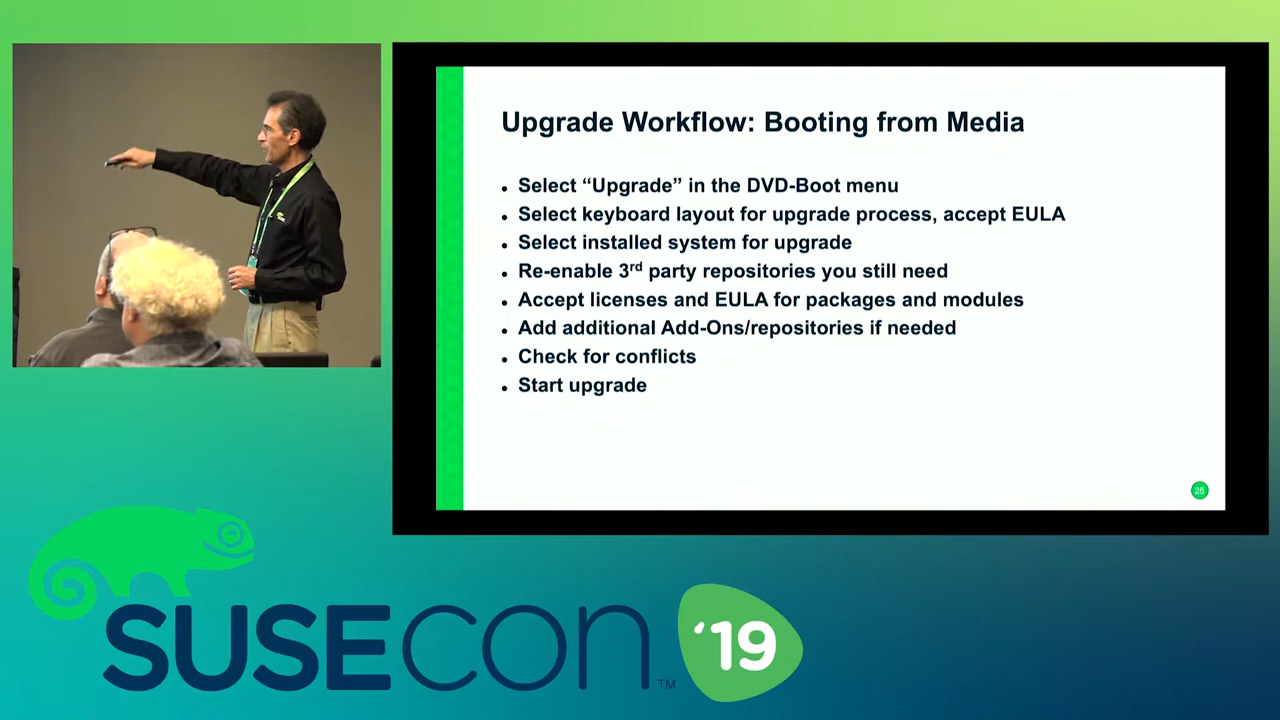 Upgrade Workflow: Booting from Media
• Select “Upgrade” in the DVD-Boot menu
• Select keyboard layout for upgrade process, accept EULA
• Select installed system for upgrade
• Re-enable 3rd party repositories you still need
• Accept licenses and EULA for packages and modules
• Add additional Add-Ons/repositories if needed
• Check for conflicts
• Start upgrade
25
SUSECON™ '19